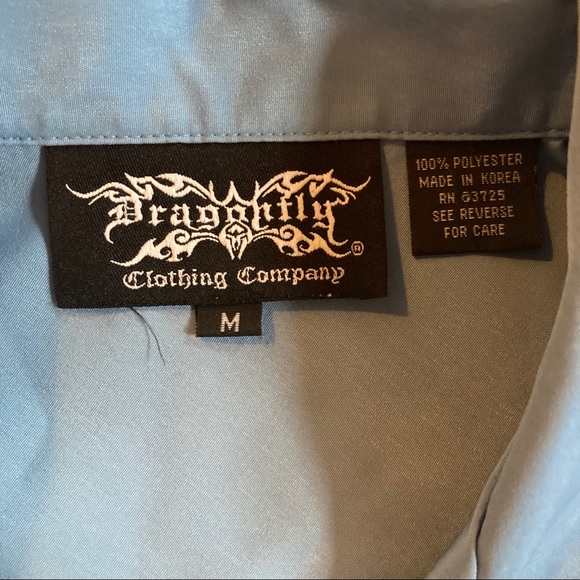 Dragonfly ®
Clothing Company
M
100% POLYESTER
MADE IN KOREA
RN 63725
SEE REVERSE
FOR CARE